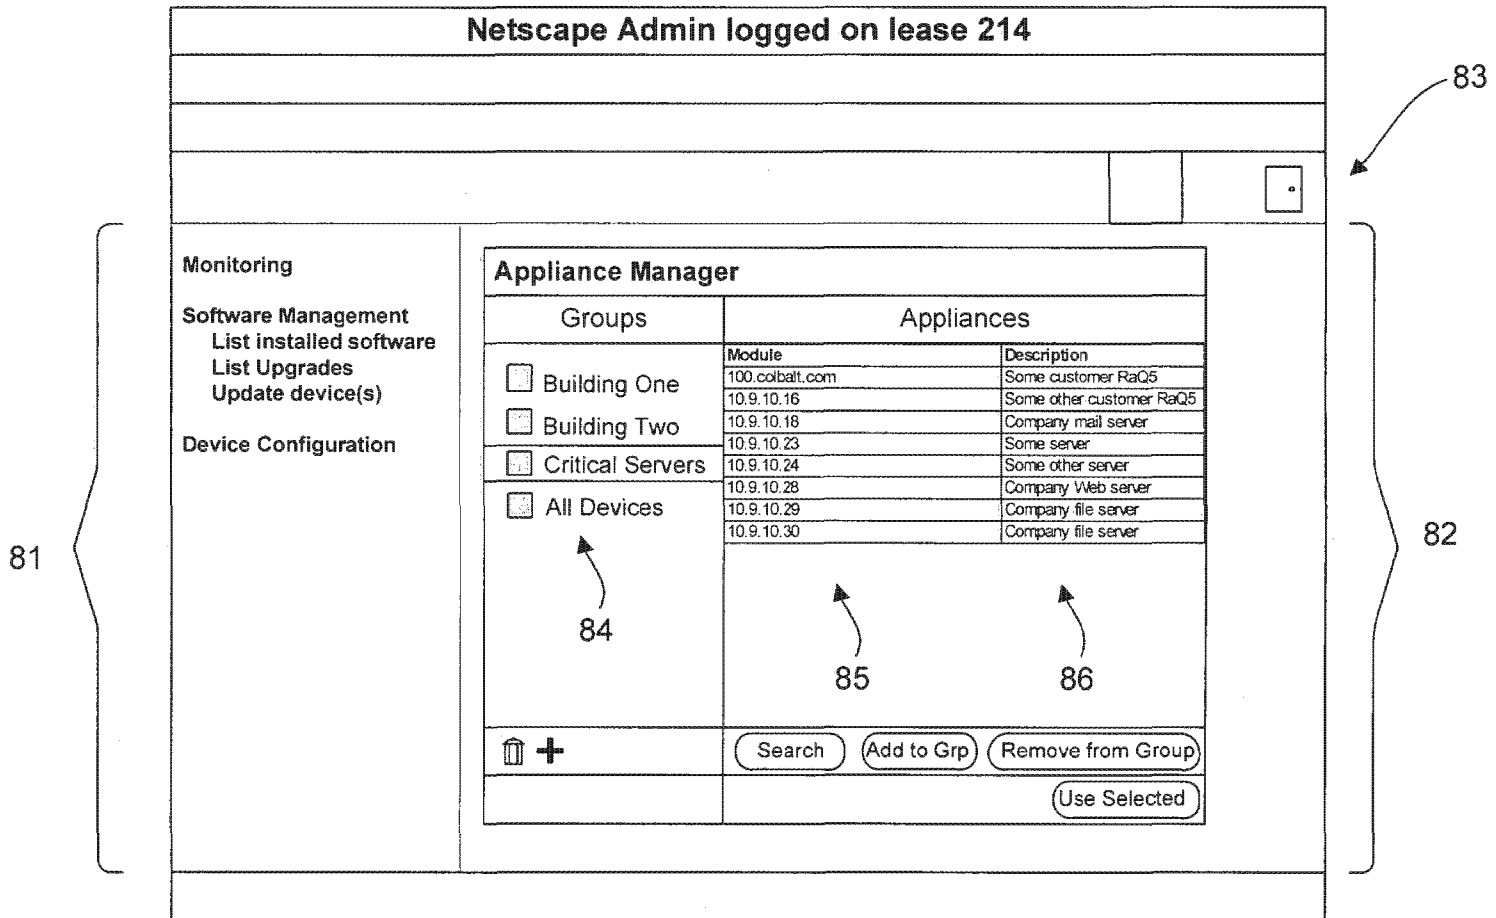 Netscape Admin logged on lease 214
83
Monitoring
Software Management
List installed software
List Upgrades
Update device(s)
Device Configuration
81
Appliance Manager
Groups
Appliances
Building One
Building Two
Critical Servers
All Devices
84
Module Description
100.colbalt.com Some customer RaQ5
10.9.10.16 Some other customer RaQ5
10.9.10.18 Company mail server
10.9.10.23 Some server
10.9.10.24 Some other server
10.9.10.28 Company Web server
10.9.10.29 Company file server
10.9.10.30 Company file server
85
86
Search Add to Grp Remove from Group
Use Selected
82